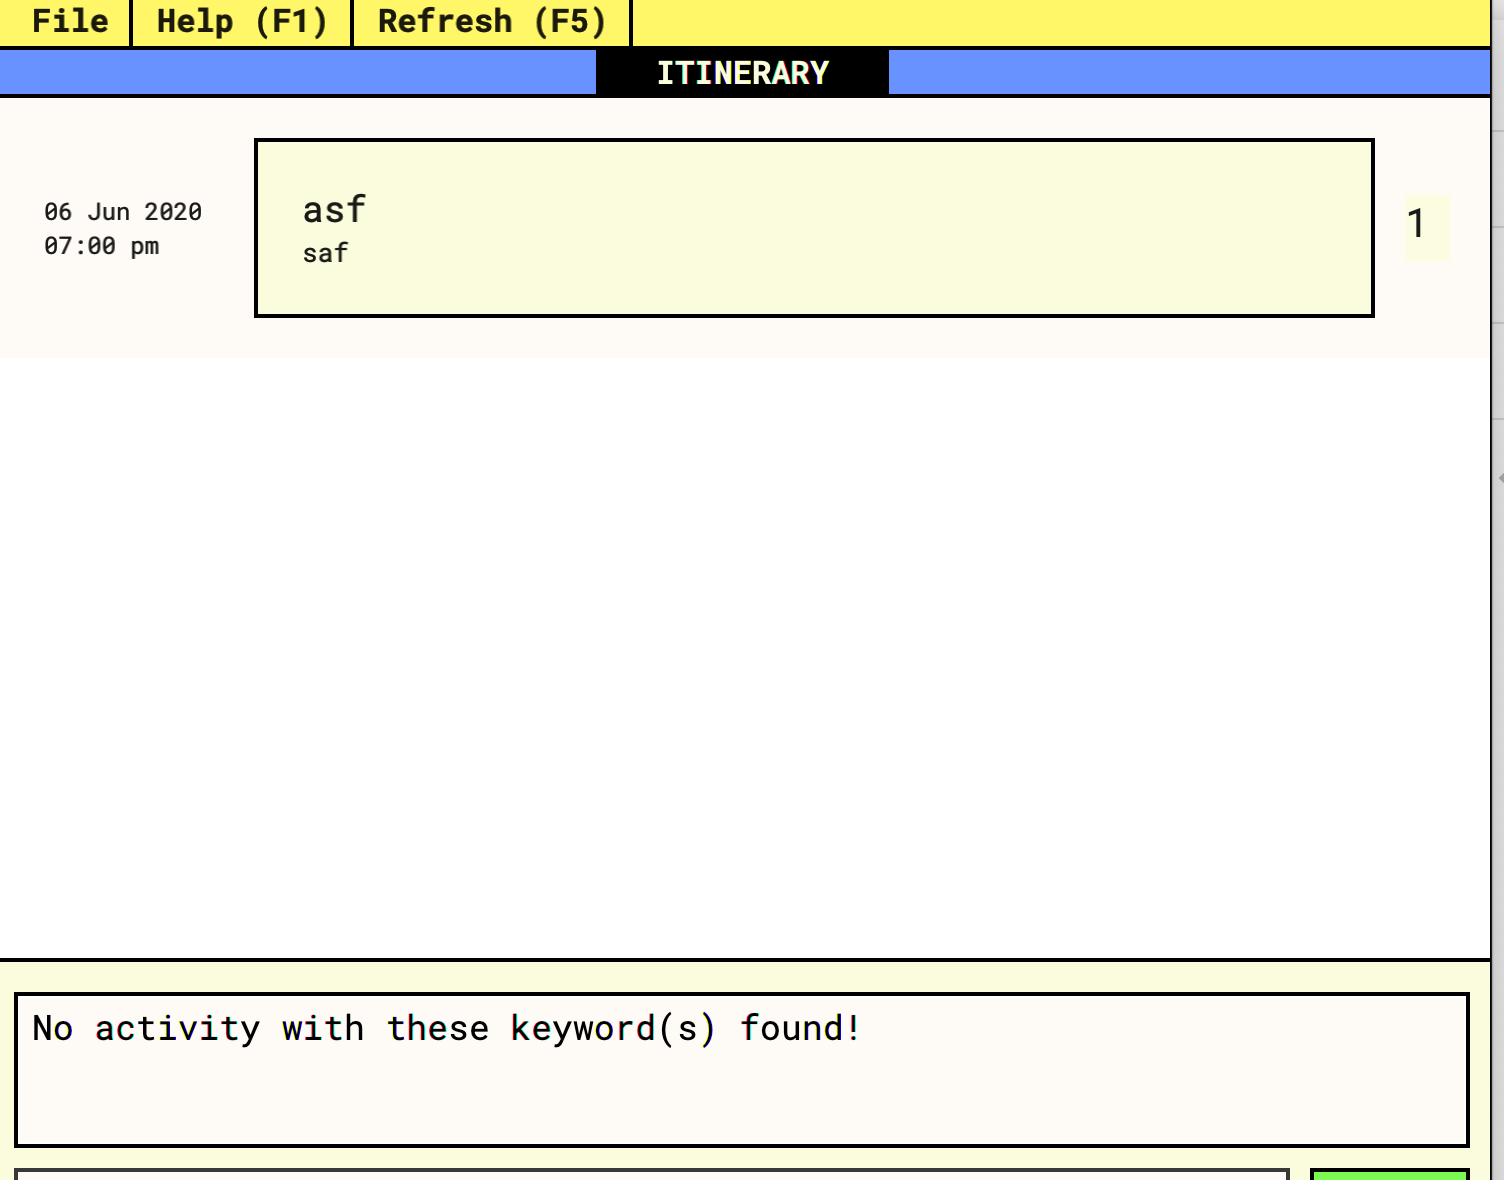 File Help (F1) Refresh (F5)
ITINERARY
06 Jun 2020
07:00 pm
asf
saf
1
No activity with these keyword(s) found!